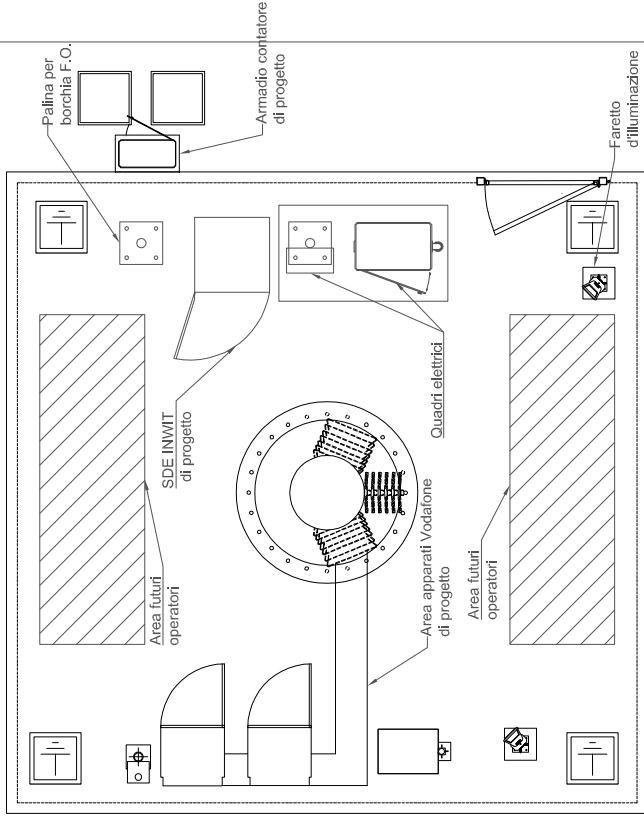 Palina per
borchia F.O.
Armadio contatore
di progetto
Faretto
d'illuminazione
SDE INWIT
di progetto
Quadri elettrici
Area futuri
operatori
Area apparati Vodafone
di progetto
Area futuri
operatori